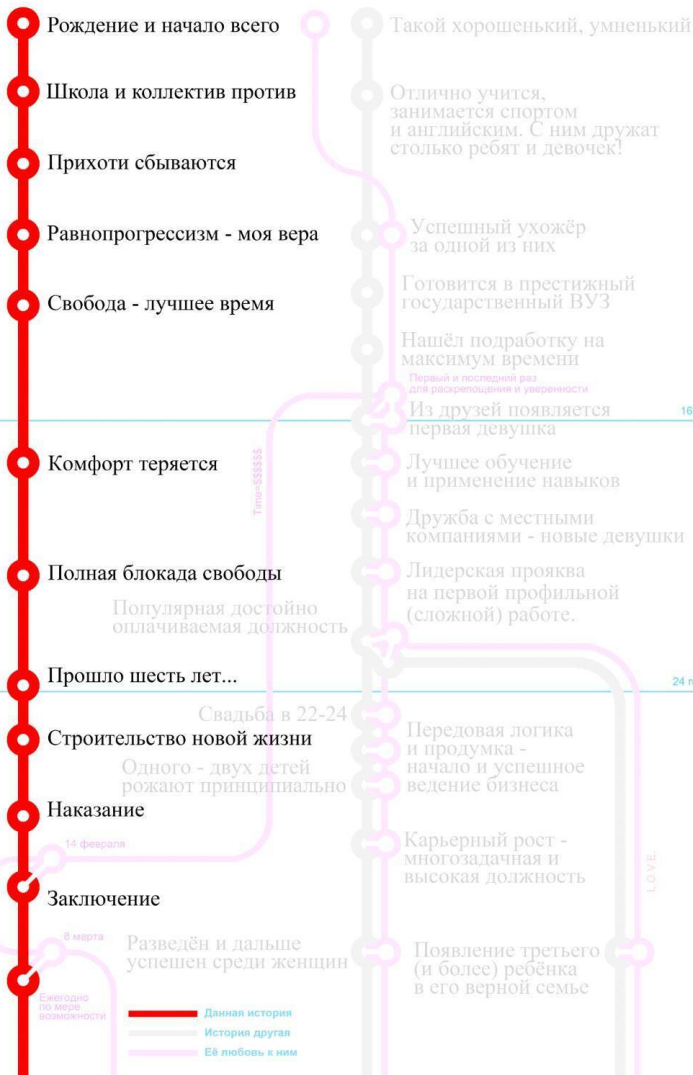 Рождение и начало всего
Школа и коллектив против
Прихоти сбываются
Равнопрогрессизм - моя вера
Свобода - лучшее время
Комфорт теряется
Полная блокада свободы
Прошло шесть лет...
Строительство новой жизни
Наказание
Заключение
Такой хорошенький, умненький
Отлично учится,
занимается спортом
и английским. С ним дружат
столько ребят и девочек!
Успешный ухожёр
за одной из них
Готовится в престижный
государственный ВУЗ
Нашёл подработку на
максимум времени
Первый и последний раз
для раскрепощения и уверенности
Из друзей появляется
первая девушка
16
Time=$$$$$$
Лучшее обучение
и применение навыков
Дружба с местными
компаниями - новые девушки
Лидерская прояква
на первой профильной
(сложной) работе.
Популярная достойно
оплачиваемая должность
24 г
Свадьба в 22-24
Передовая логика
и продумка -
начало и успешное
ведение бизнеса
Одного - двух детей
рожают принципиально
Карьерный рост -
многозадачная и
высокая должность
14 февраля
L.O.V.E.
8 марта
Разведён и дальше
успешен среди женщин
Появление третьего
(и более) ребёнка
в его верной семье
Ежегодно
по мере
возможности
Данная история
История другая
Её любовь к ним